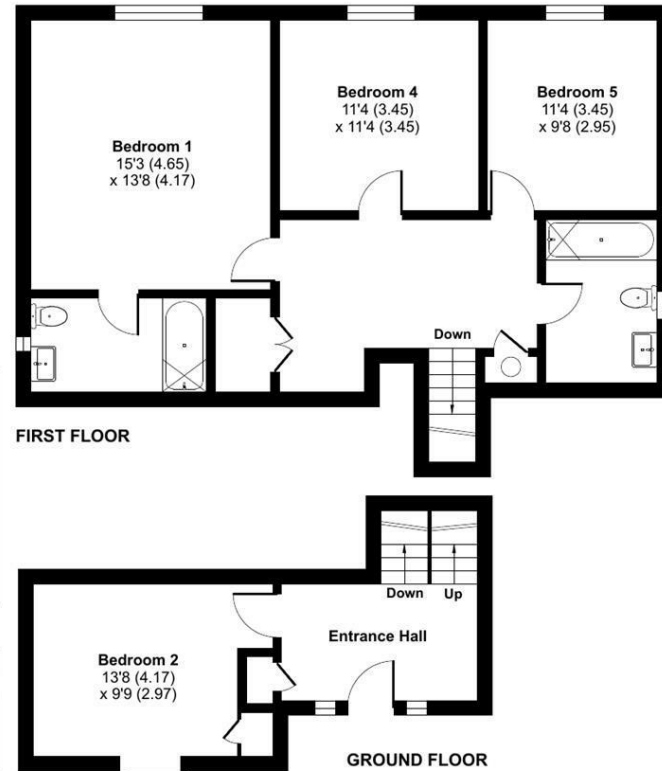 Bedroom 1
15'3 (4.65)
x 13'8 (4.17)
Bedroom 4
11'4 (3.45)
x 11'4 (3.45)
Bedroom 5
11'4 (3.45)
x 9'8 (2.95)
Down
FIRST FLOOR
Down
Up
Entrance Hall
Bedroom 2
13'8 (4.17)
x 9'9 (2.97)
GROUND FLOOR